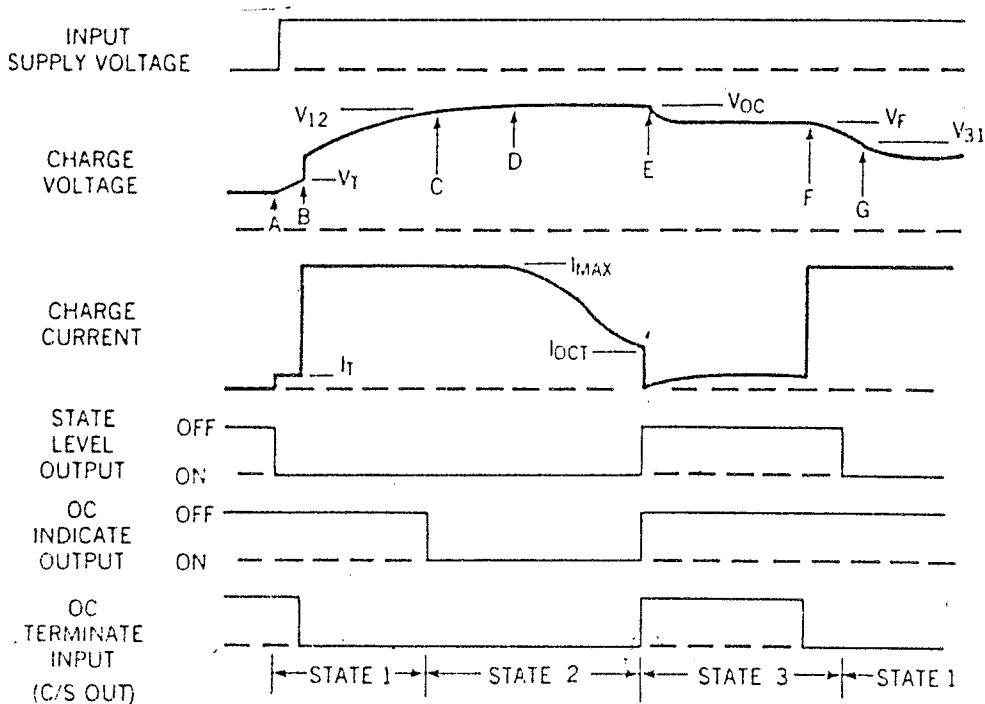 INPUT
SUPPLY VOLTAGE
V12
VOC
VF
V31
CHARGE
VOLTAGE
VT
A
B
C
D
E
F
G
IMAX
CHARGE
CURRENT
IOCT
IT
STATE
LEVEL
OUTPUT
OFF
ON
OC
INDICATE
OUTPUT
OFF
ON
OC
TERMINATE
INPUT
(C/S OUT)
STATE 1
STATE 2
STATE 3
STATE 1